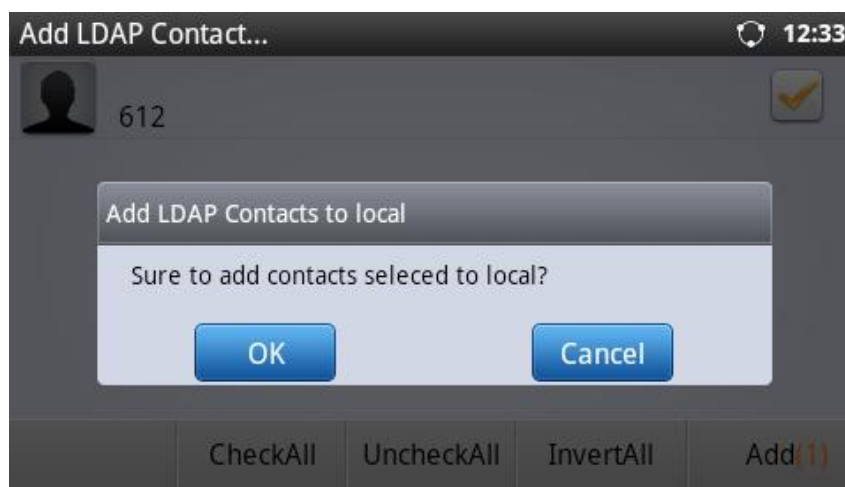 Add LDAP Contact... 12:33
612
Add LDAP Contacts to local
Sure to add contacts seleced to local?
OK Cancel
CheckAll UncheckAll InvertAll Add(1)